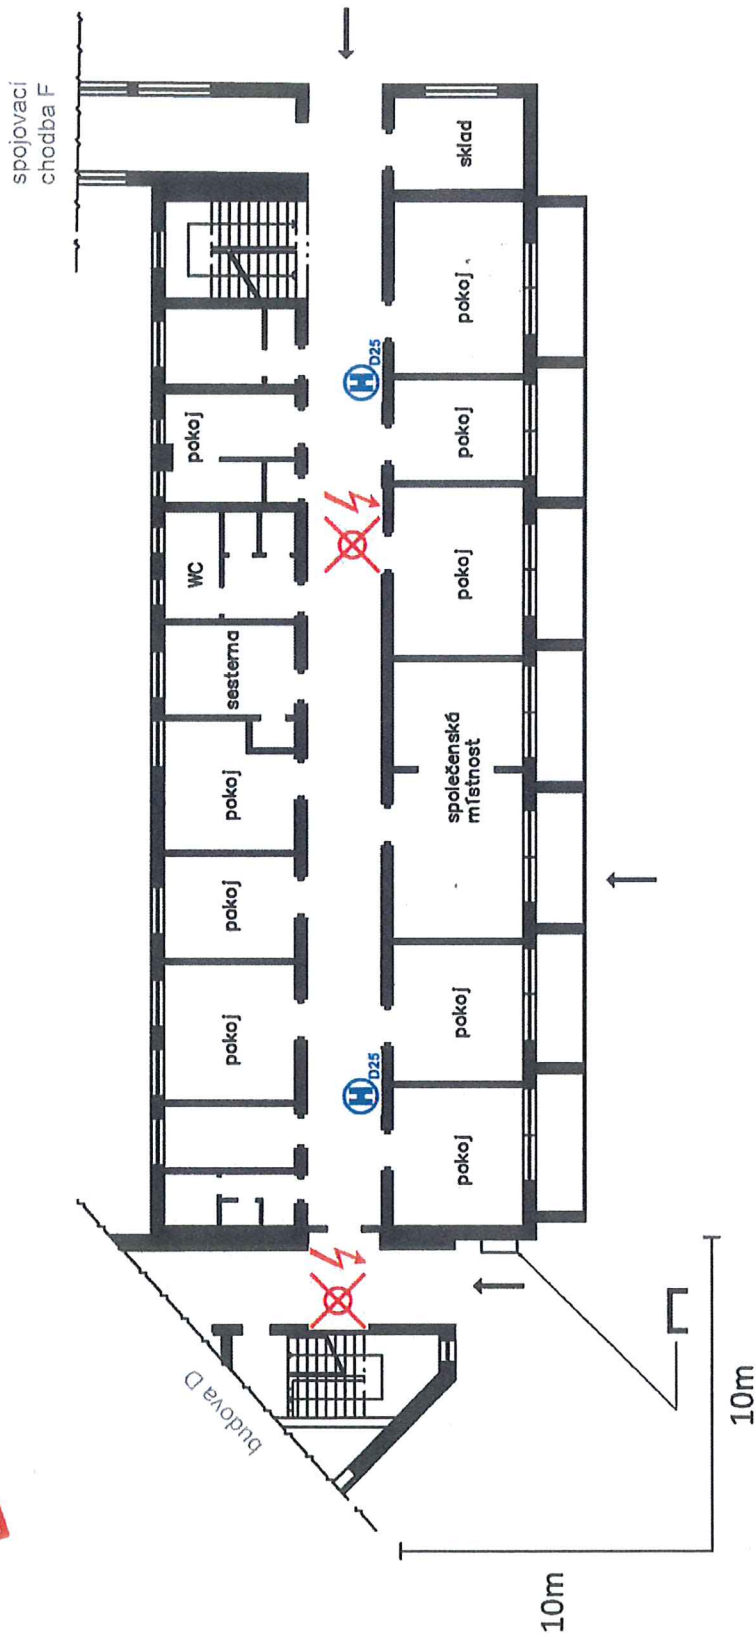 spojovací
chodba F
budova D
pokoj
WC
sesterna
pokoj
pokoj
pokoj
sklad
pokoj
pokoj
pokoj
společenská
místnost
pokoj
pokoj
H D25
H D25
10m
10m